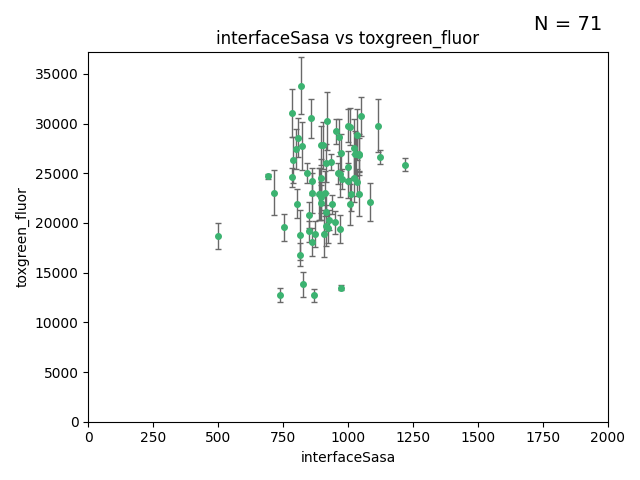 N = 71
interfaceSasa vs toxgreen_fluor
35000
30000
25000
20000
15000
10000
5000
0
toxgreen_fluor
0 250 500 750 1000 1250 1500 1750 2000
interfaceSasa